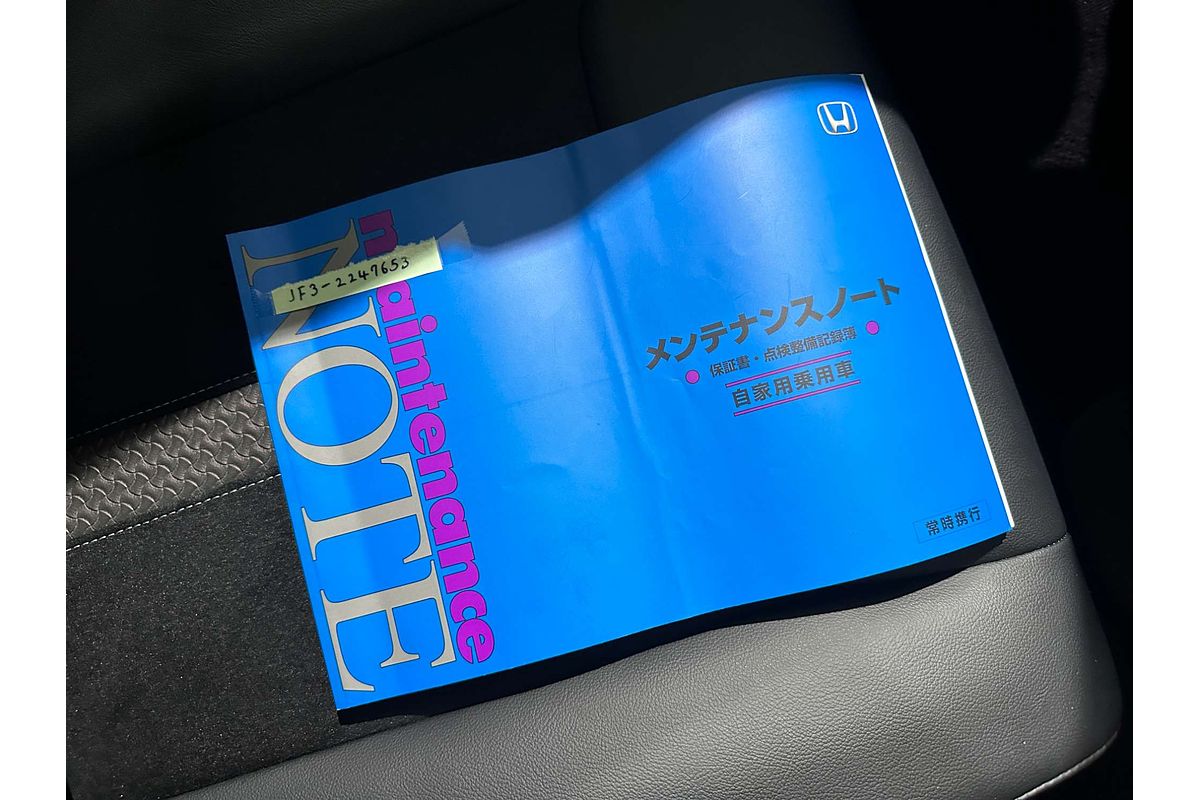 maintenance
NOTE
JF3-2247653
メンテナンスノート
保証書・点検整備記録簿
自家用乗用車
常時携行